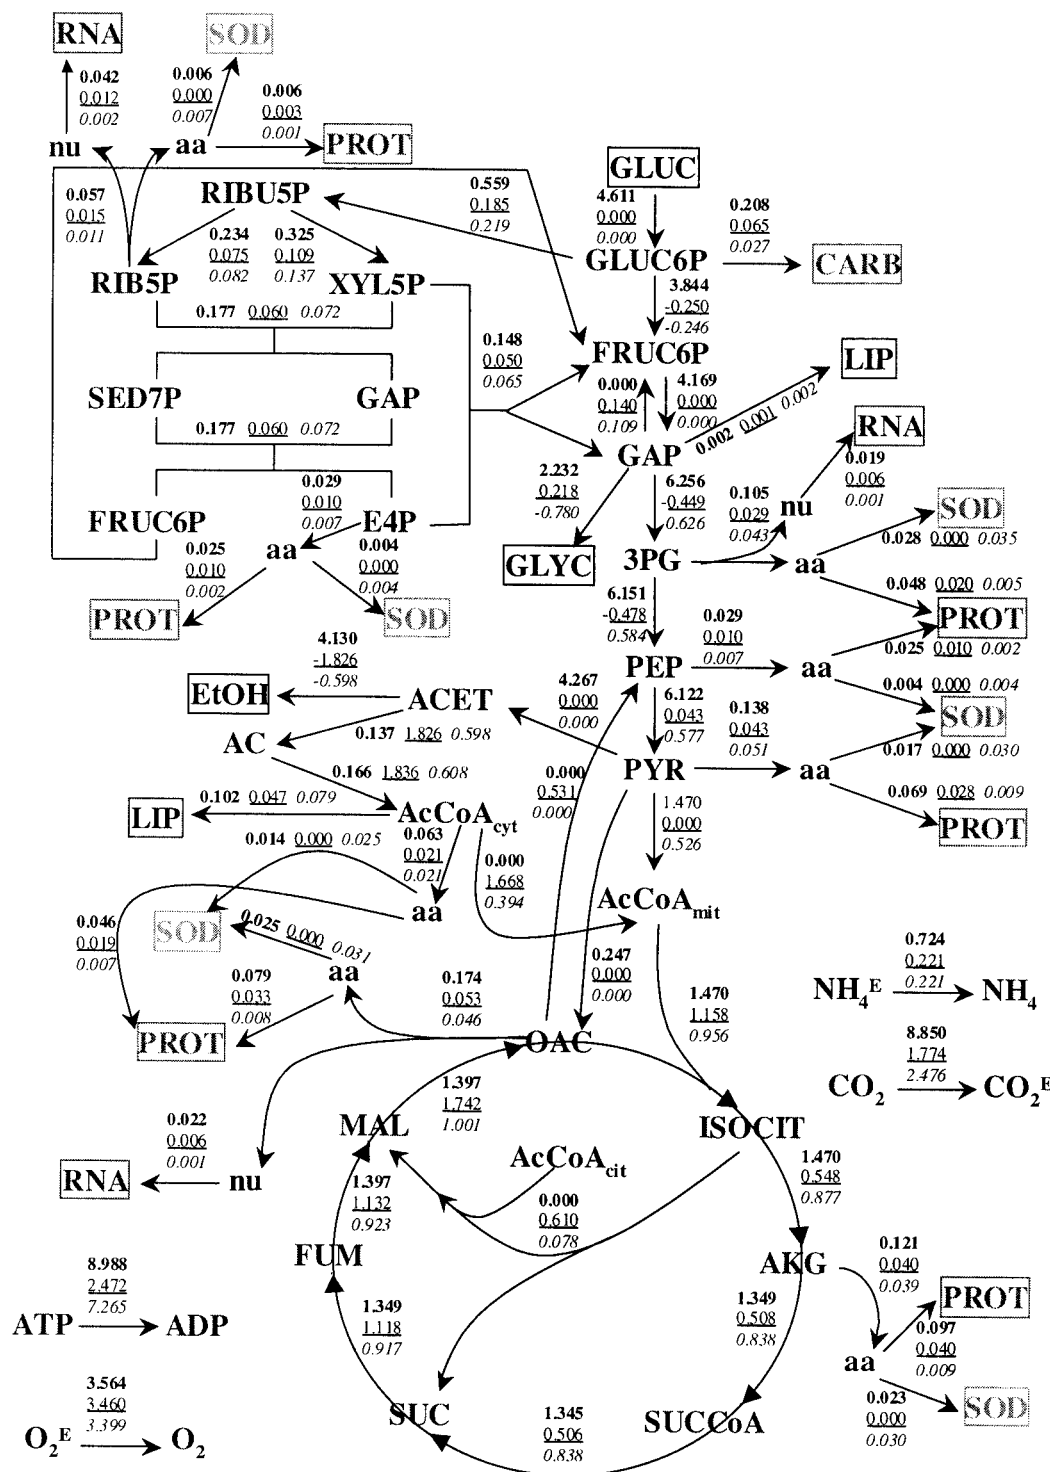 RNA
SOD
0.042
0.012
0.002
0.006
0.000
0.007
0.006
0.003
0.001
nu
aa
PROT
GLUC
0.057
0.015
0.011
RIBU5P
0.559
0.185
0.219
4.611
0.000
0.000
0.208
0.065
0.027
0.234
0.075
0.082
0.325
0.109
0.137
GLUC6P
CARB
RIB5P
XYL5P
3.844
-0.250
-0.246
0.177 0.060 0.072
0.148
0.050
0.065
FRUC6P
LIP
SED7P
GAP
0.000
0.140
0.109
4.169
0.000
0.000
0.002 0.001 0.002
RNA
0.177 0.060 0.072
GAP
0.019
0.006
0.001
0.029
0.010
0.007
2.232
0.218
-0.780
6.256
-0.449
0.626
0.105
0.029
0.043
nu
SOD
FRUC6P
E4P
0.028 0.000 0.035
0.025
0.010
0.002
aa
0.004
0.000
0.004
GLYC
3PG
aa
PROT
SOD
6.151
-0.478
0.584
0.048 0.020 0.005
PROT
0.029
0.010
0.007
0.025 0.010 0.002
4.130
-1.826
-0.598
PEP
aa
4.267
0.000
0.000
0.004 0.000 0.004
EtOH
ACET
6.122
0.043
0.577
0.138
0.043
0.051
SOD
AC
0.137 1.826 0.598
0.017 0.000 0.030
0.166 1.836 0.608
0.000
0.531
0.000
PYR
aa
0.102 0.047 0.079
0.069 0.028 0.009
LIP
AcCoAcyt
1.470
0.000
0.526
PROT
0.014 0.000 0.025
0.063
0.021
0.021
0.000
1.668
0.394
AcCoAmit
aa
0.046
0.019
0.007
SOD
0.025 0.000 0.031
0.724
0.221
0.221
aa
0.174
0.053
0.046
0.247
0.000
0.000
NH4E
NH4
0.079
0.033
0.008
1.470
1.158
0.956
PROT
OAC
8.850
1.774
2.476
CO2
CO2E
1.397
1.742
1.001
MAL
ISOCIT
0.022
0.006
0.001
AcCoAcit
1.470
0.548
0.877
RNA
nu
1.397
1.132
0.923
0.000
0.610
0.078
FUM
AKG
0.121
0.040
0.039
8.988
2.472
7.265
PROT
ATP
ADP
1.349
1.118
0.917
1.349
0.508
0.838
0.097
0.040
0.009
aa
3.564
3.460
3.399
SUC
SUCCoA
0.023
0.000
0.030
SOD
O2E
O2
1.345
0.506
0.838